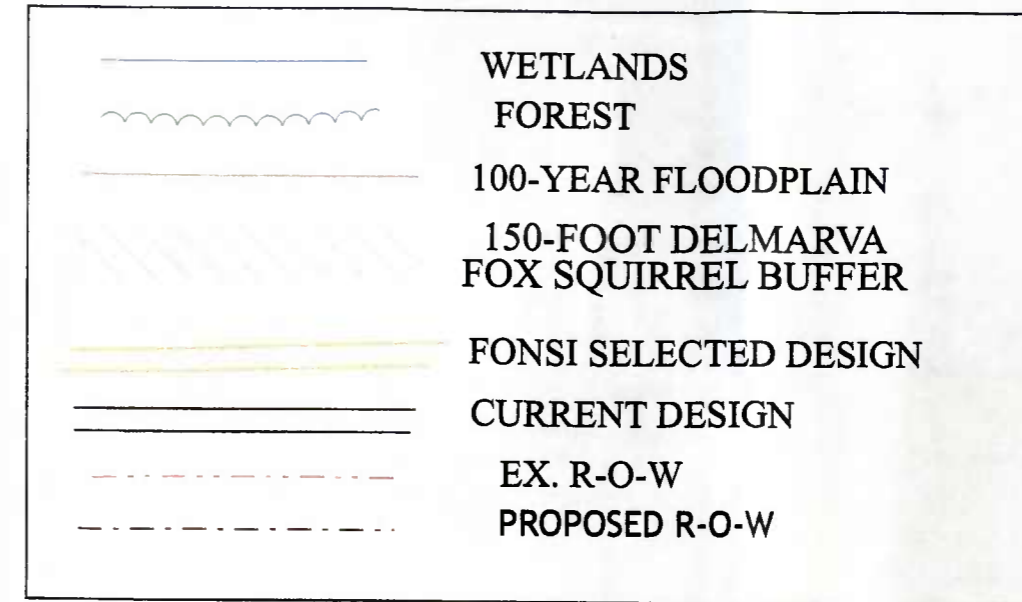 WETLANDS
FOREST
100-YEAR FLOODPLAIN
150-FOOT DELMARVA
FOX SQUIRREL BUFFER
FONSI SELECTED DESIGN
CURRENT DESIGN
EX. R-O-W
PROPOSED R-O-W